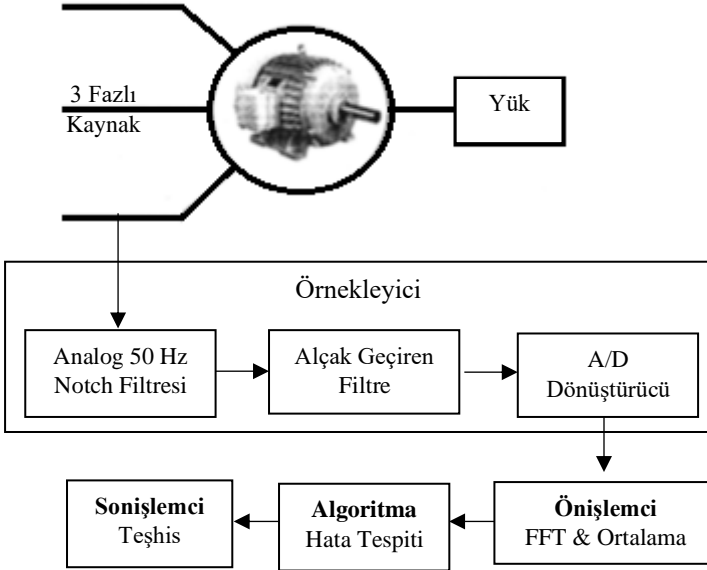 3 Fazlı
Kaynak
Yük
Örnekleyici
Analog 50 Hz
Notch Filtresi
Alçak Geçiren
Filtre
A/D
Dönüştürücü
Sonişlemci
Teşhis
Algoritma
Hata Tespiti
Önişlemci
FFT & Ortalama